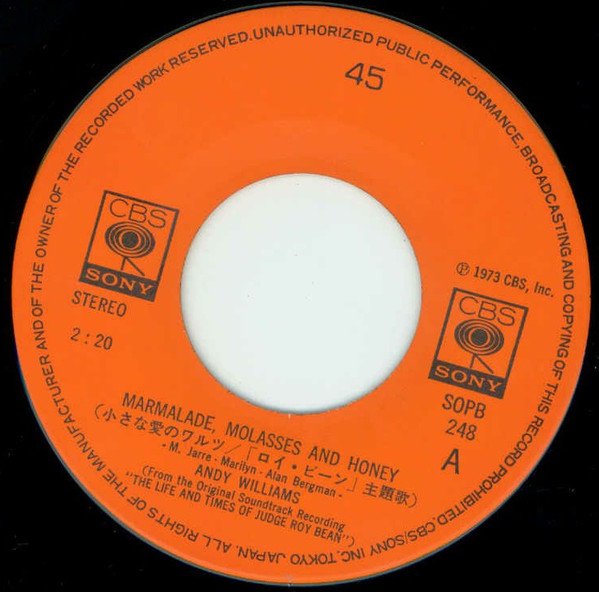 MANUFACTURER AND OF THE OWNER OF THE RECORDED WORK RESERVED. UNAUTHORIZED PUBLIC PERFORMANCE, BROADCASTING AND COPYING OF THIS RECORD PROHIBITED. CBS/SONY INC. TOKYO JAPAN. ALL RIGHTS OF THE
45
CBS
SONY
STEREO
2:20
Ⓟ 1973 CBS, Inc.
CBS
SONY
SOPB
248
A
MARMALADE, MOLASSES AND HONEY
(小さな愛のワルツ/「ロイ・ビーン」主題歌)
- M. Jarre - Marilyn - Alan Bergman -
ANDY WILLIAMS
(From the Original Soundtrack Recording
"THE LIFE AND TIMES OF JUDGE ROY BEAN")